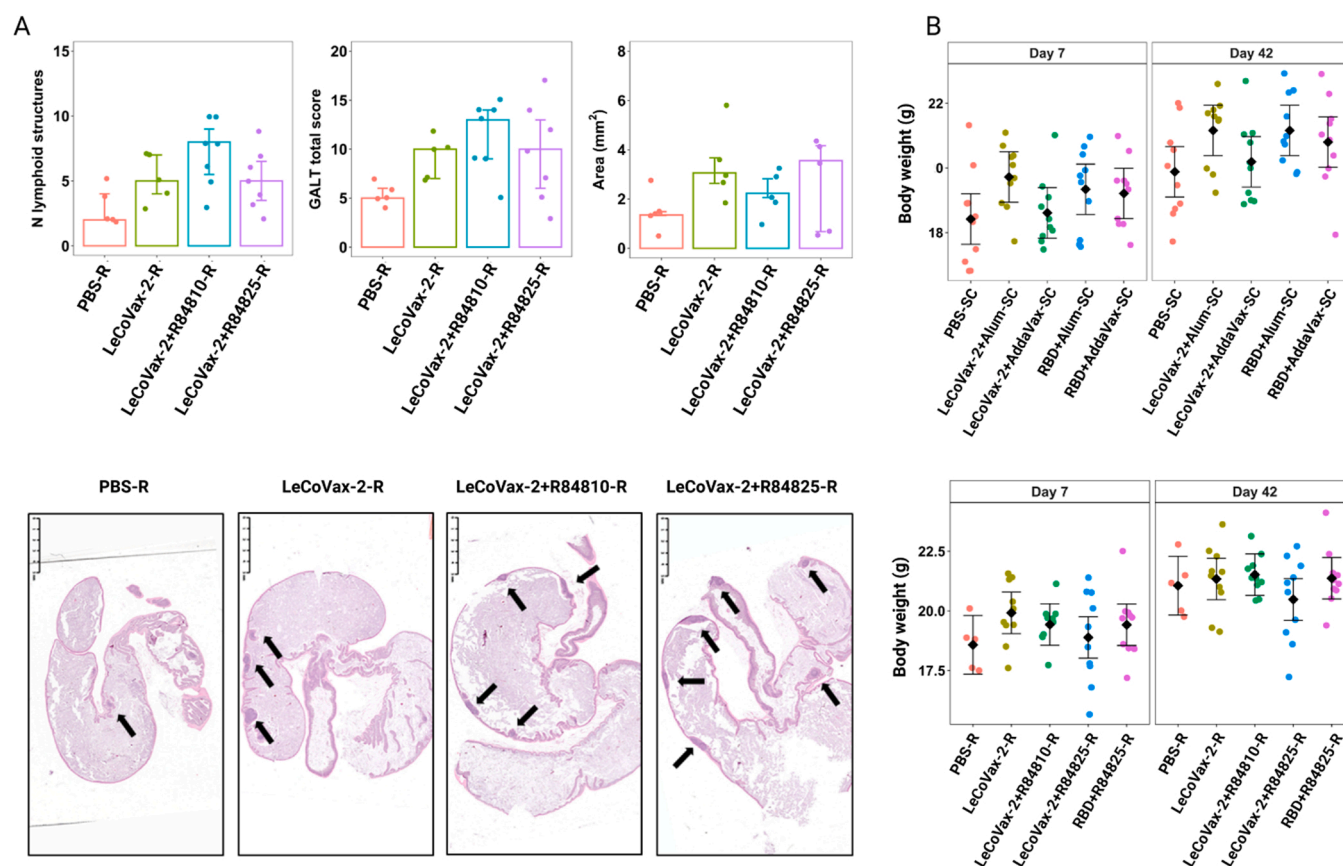 A
B
N lymphoid structures
15
10
5
0
PBS-R
LeCoVax-2-R
LeCoVax-2+R84810-R
LeCoVax-2+R84825-R
GALT total score
20
15
10
5
0
PBS-R
LeCoVax-2-R
LeCoVax-2+R84810-R
LeCoVax-2+R84825-R
Area (mm²)
8
6
4
2
0
PBS-R
LeCoVax-2-R
LeCoVax-2+R84810-R
LeCoVax-2+R84825-R
Day 7
Day 42
Body weight (g)
22
0
18
PBS-SC
LeCoVax-2+Alum-SC
LeCoVax-2+AddaVax-SC
RBD+Alum-SC
RBD+AddaVax-SC
PBS-SC
LeCoVax-2+Alum-SC
LeCoVax-2+AddaVax-SC
RBD+Alum-SC
RBD+AddaVax-SC
PBS-R
LeCoVax-2-R
LeCoVax-2+R84810-R
LeCoVax-2+R84825-R
Day 7
Day 42
Body weight (g)
22.5
20.0
17.5
PBS-R
LeCoVax-2-R
LeCoVax-2+R84810-R
LeCoVax-2+R84825-R
RBD+R84825-R
PBS-R
LeCoVax-2-R
LeCoVax-2+R84810-R
LeCoVax-2+R84825-R
RBD+R84825-R